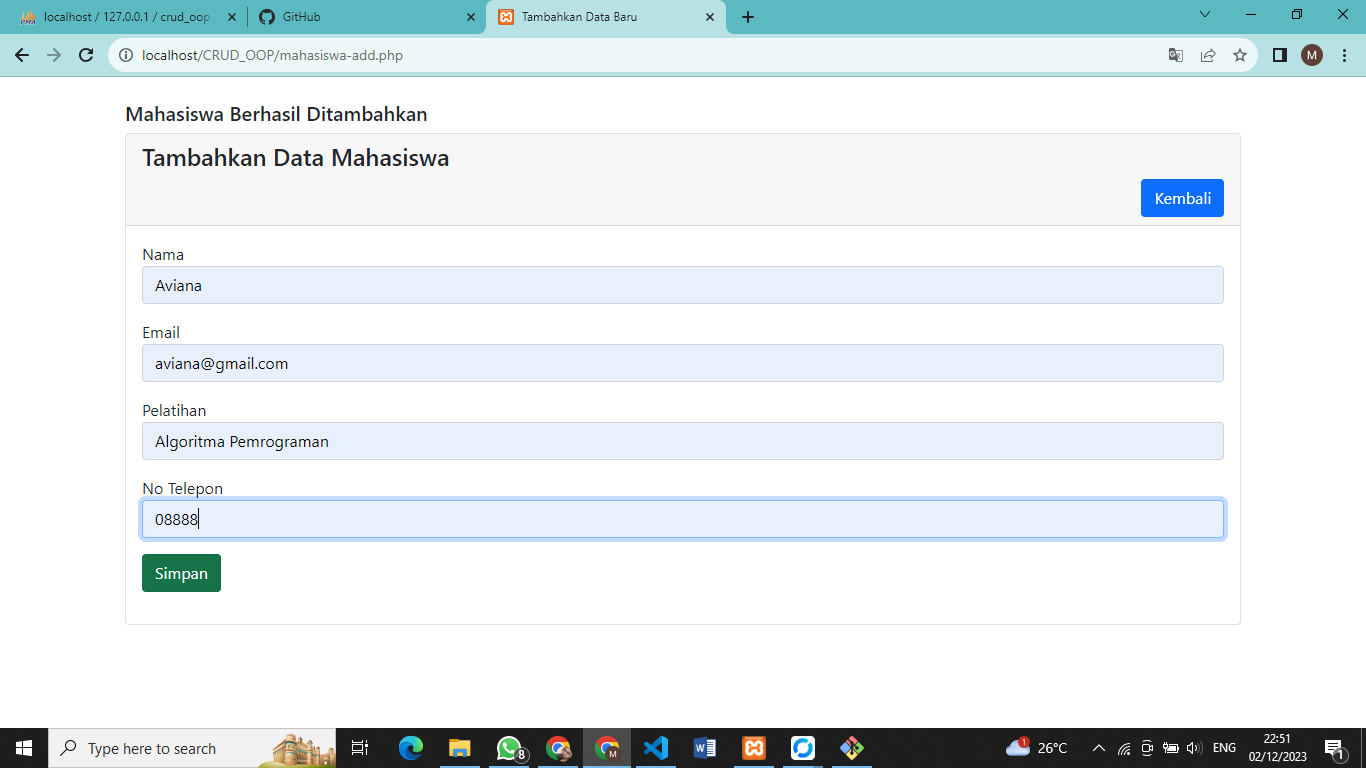 localhost / 127.0.0.1 / crud_oop
GitHub
Tambahkan Data Baru
localhost/CRUD_OOP/mahasiswa-add.php
M
Mahasiswa Berhasil Ditambahkan
Tambahkan Data Mahasiswa
Kembali
Nama
Aviana
Email
aviana@gmail.com
Pelatihan
Algoritma Pemrograman
No Telepon
08888
Simpan
Type here to search
8
M
1
26°C
ENG
22:51
02/12/2023
1